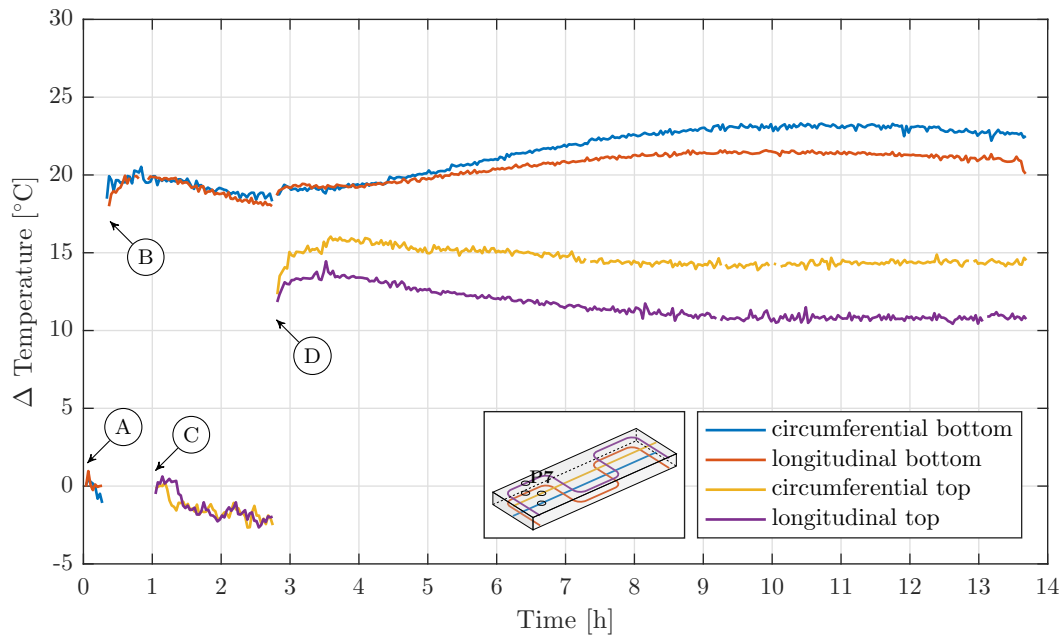 30
25
20
15
10
5
0
-5
Δ Temperature [°C]
B
D
A
C
P7
circumferential bottom
longitudinal bottom
circumferential top
longitudinal top
0 1 2 3 4 5 6 7 8 9 10 11 12 13 14
Time [h]